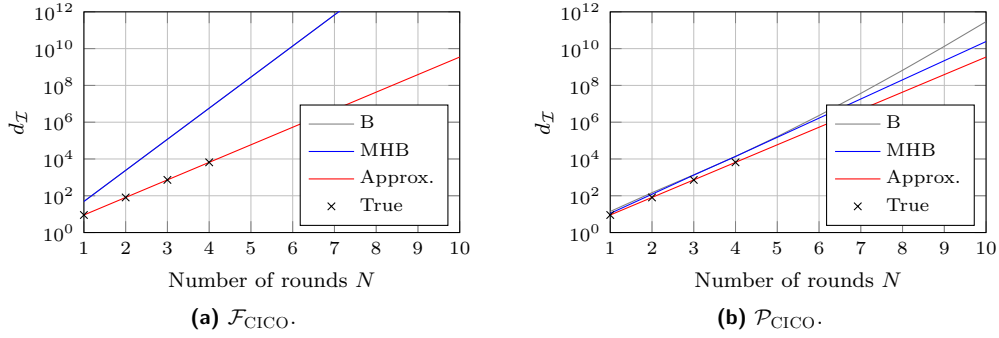 10^12
10^10
10^8
10^6
10^4
10^2
10^0
d_𝓘
1 2 3 4 5 6 7 8 9 10
Number of rounds N
B
MHB
Approx.
True
(a) 𝓕_CICO.
10^12
10^10
10^8
10^6
10^4
10^2
10^0
d_𝓘
1 2 3 4 5 6 7 8 9 10
Number of rounds N
B
MHB
Approx.
True
(b) 𝓟_CICO.